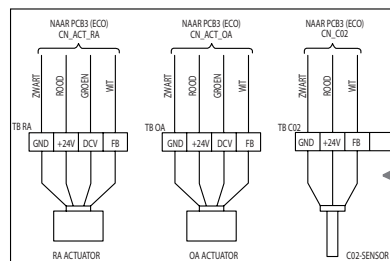 NAAR PCB3 (ECO)
CN_ACT_RA
ZWART
ROOD
GROEN
WIT
TB RA
GND
+24V
DCV
FB
RA ACTUATOR
NAAR PCB3 (ECO)
CN_ACT_OA
ZWART
ROOD
GROEN
WIT
TB OA
GND
+24V
DCV
FB
OA ACTUATOR
NAAR PCB3 (ECO)
CN_C02
ZWART
ROOD
WIT
TB C02
GND
+24V
FB
C02-SENSOR